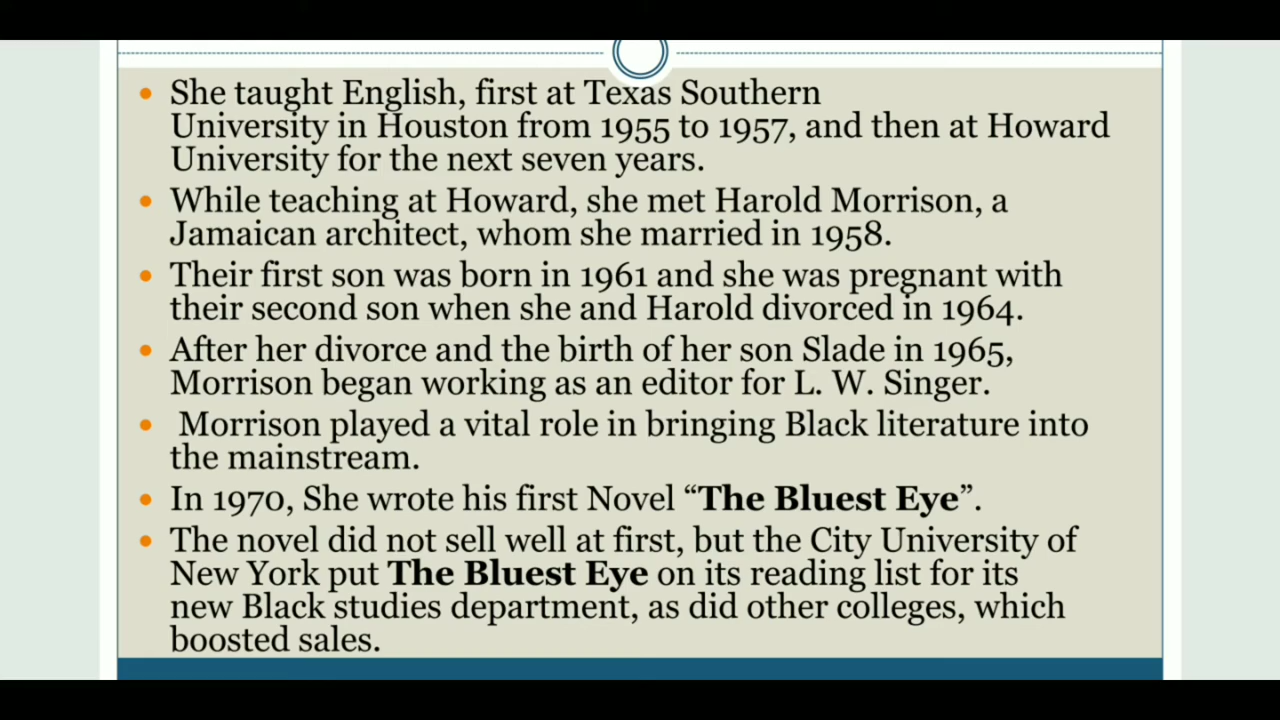 She taught English, first at Texas Southern
University in Houston from 1955 to 1957, and then at Howard
University for the next seven years.
While teaching at Howard, she met Harold Morrison, a
Jamaican architect, whom she married in 1958.
Their first son was born in 1961 and she was pregnant with
their second son when she and Harold divorced in 1964.
After her divorce and the birth of her son Slade in 1965,
Morrison began working as an editor for L. W. Singer.
Morrison played a vital role in bringing Black literature into
the mainstream.
In 1970, She wrote his first Novel “The Bluest Eye”.
The novel did not sell well at first, but the City University of
New York put The Bluest Eye on its reading list for its
new Black studies department, as did other colleges, which
boosted sales.